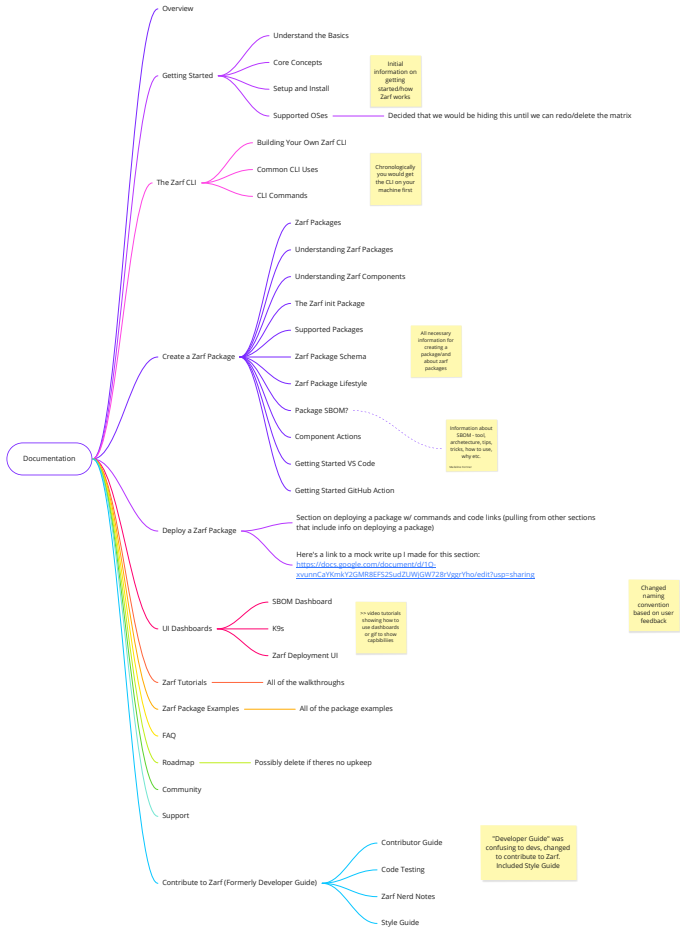 Overview
Getting Started
Understand the Basics
Core Concepts
Setup and Install
Supported OSes
Decided that we would be hiding this until we can redo/delete the matrix
Initial
information on
getting
started/how
Zarf works
The Zarf CLI
Building Your Own Zarf CLI
Common CLI Uses
CLI Commands
Chronologically
you would get
the CLI on your
machine first
Create a Zarf Package
Zarf Packages
Understanding Zarf Packages
Understanding Zarf Components
The Zarf init Package
Supported Packages
Zarf Package Schema
Zarf Package Lifestyle
Package SBOM?
Component Actions
Getting Started VS Code
Getting Started GitHub Action
All necessary
information for
creating a
package/and
about zarf
packages
Information about
SBOM - tool,
architecture, tips,
tricks, how to use,
why etc.
Documentation
Deploy a Zarf Package
Section on deploying a package w/ commands and code links (pulling from other sections
that include info on deploying a package)
Here's a link to a mock write up I made for this section:
https://docs.google.com/document/d/1O-
xvunnCaYKmkY2GMR8EFS2SudZUWjGW728rVggrYho/edit?usp=sharing
UI Dashboards
SBOM Dashboard
K9s
Zarf Deployment UI
>> video tutorials
showing how to
use dashboards
or gif to show
capbibilies
Changed
naming
convention
based on user
feedback
Zarf Tutorials
All of the walkthroughs
Zarf Package Examples
All of the package examples
FAQ
Roadmap
Possibly delete if theres no upkeep
Community
Support
Contribute to Zarf (Formerly Developer Guide)
Contributor Guide
Code Testing
Zarf Nerd Notes
Style Guide
"Developer Guide" was
confusing to devs, changed
to contribute to Zarf.
Included Style Guide